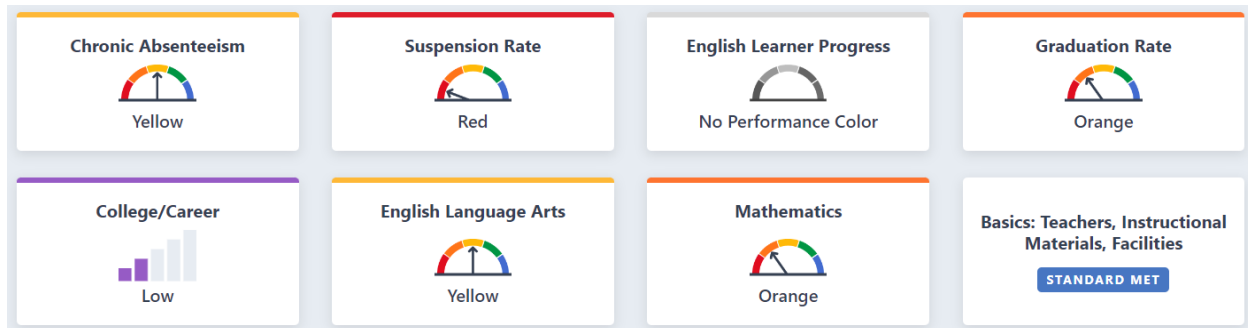 Chronic Absenteeism
Yellow
Suspension Rate
Red
English Learner Progress
No Performance Color
Graduation Rate
Orange
College/Career
Low
English Language Arts
Yellow
Mathematics
Orange
Basics: Teachers, Instructional
Materials, Facilities
STANDARD MET